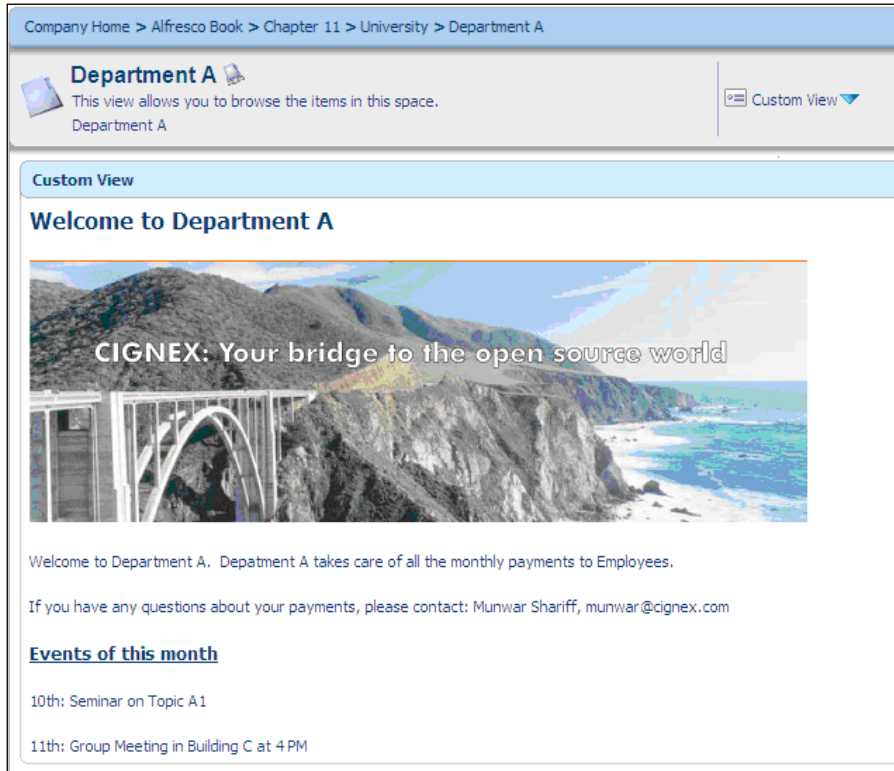 Company Home > Alfresco Book > Chapter 11 > University > Department A
Department A
This view allows you to browse the items in this space.
Department A
Custom View
Custom View
Welcome to Department A
CIGNEX: Your bridge to the open source world
Welcome to Department A.  Depatment A takes care of all the monthly payments to Employees.
If you have any questions about your payments, please contact: Munwar Shariff, munwar@cignex.com
Events of this month
10th: Seminar on Topic A1
11th: Group Meeting in Building C at 4 PM